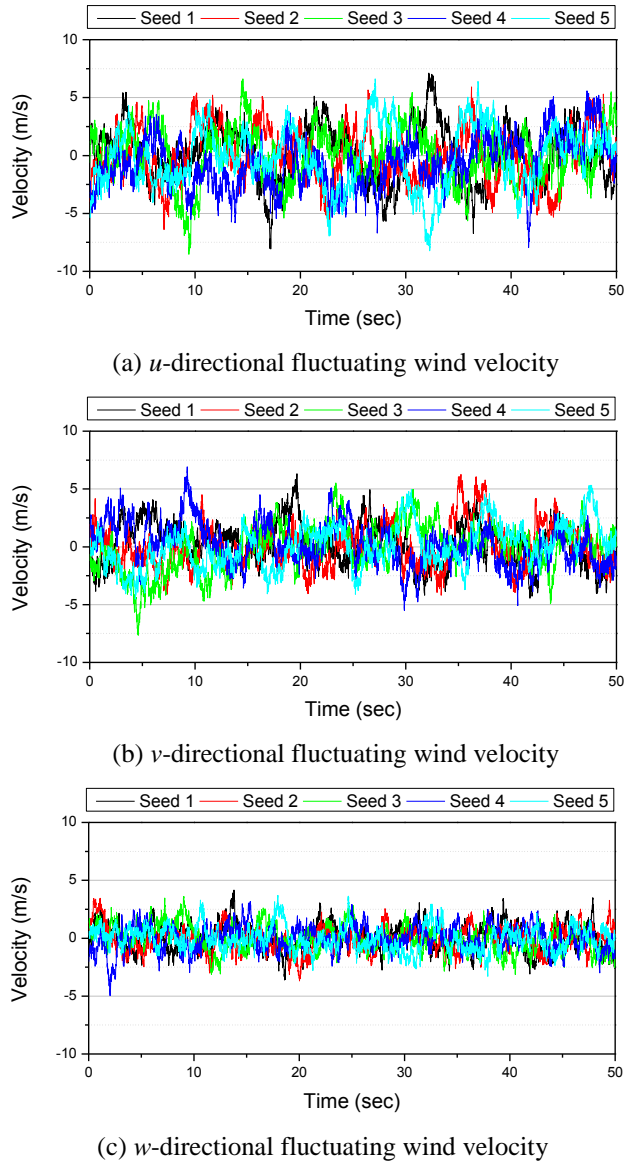 Seed 1 Seed 2 Seed 3 Seed 4 Seed 5
10
5
0
-5
-10
Velocity (m/s)
0 10 20 30 40 50
Time (sec)
(a) u-directional fluctuating wind velocity
Seed 1 Seed 2 Seed 3 Seed 4 Seed 5
10
5
0
-5
-10
Velocity (m/s)
0 10 20 30 40 50
Time (sec)
(b) v-directional fluctuating wind velocity
Seed 1 Seed 2 Seed 3 Seed 4 Seed 5
10
5
0
-5
-10
Velocity (m/s)
0 10 20 30 40 50
Time (sec)
(c) w-directional fluctuating wind velocity